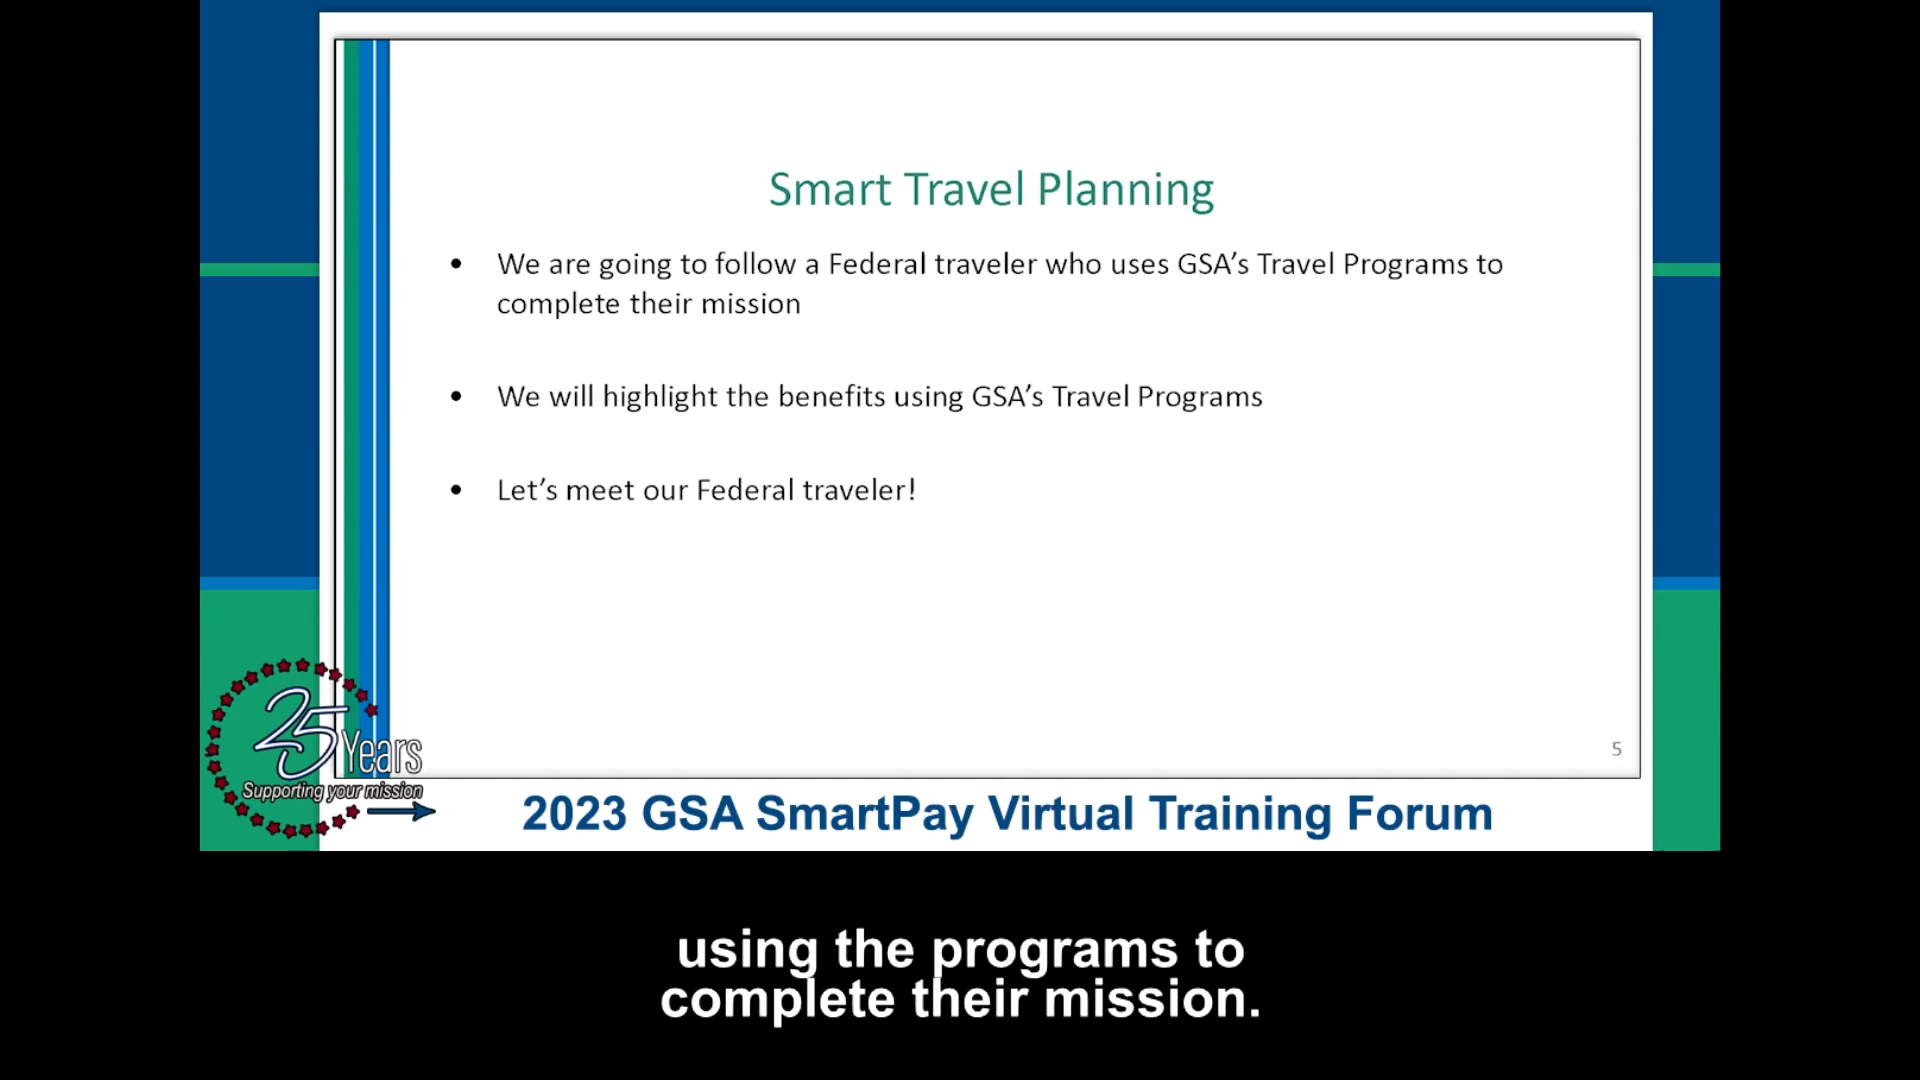 Smart Travel Planning
• We are going to follow a Federal traveler who uses GSA’s Travel Programs to
complete their mission
• We will highlight the benefits using GSA’s Travel Programs
• Let’s meet our Federal traveler!
5
25 Years
Supporting your mission
2023 GSA SmartPay Virtual Training Forum
using the programs to
complete their mission.